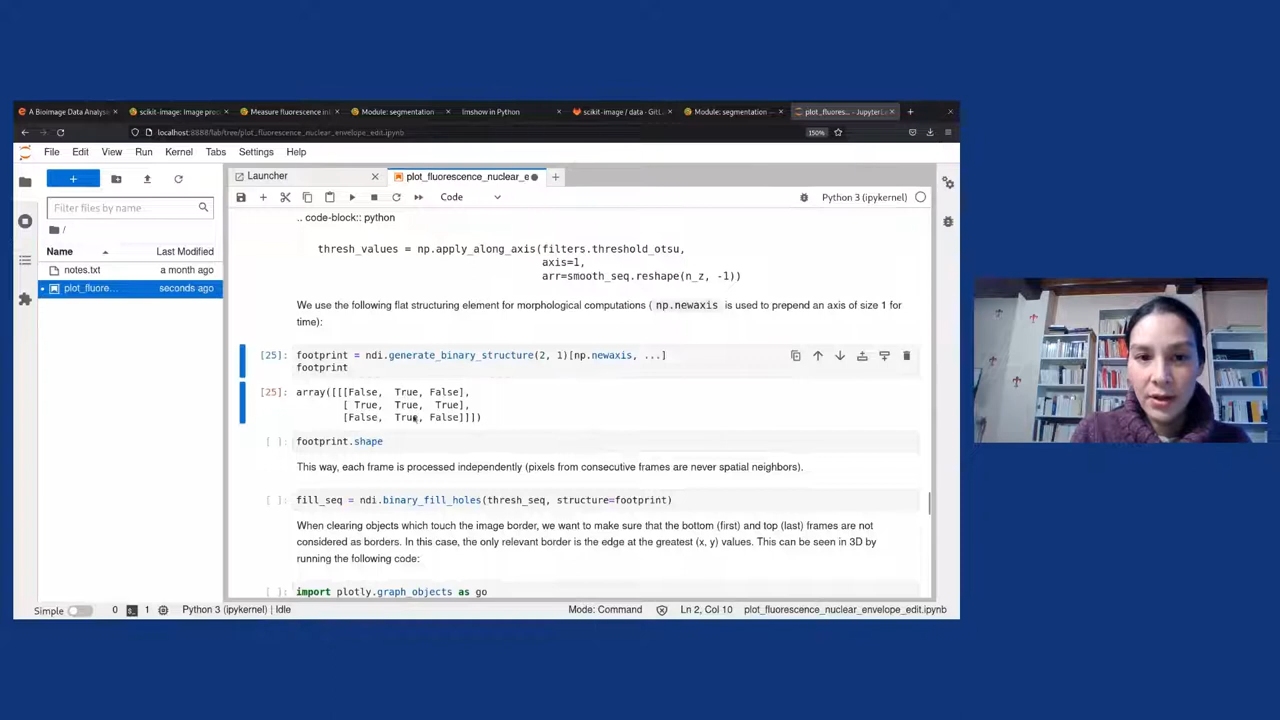 A Bioimage Data Analys
scikit-image: Image proc
Measure fluorescence in
Module: segmentation
Imshow in Python
scikit-image / data · GitL
Module: segmentation
plot_fluores... - JupyterL
localhost:8888/lab/tree/plot_fluorescence_nuclear_envelope_edit.ipynb
150%
File Edit View Run Kernel Tabs Settings Help
Launcher
plot_fluorescence_nuclear_e
Filter files by name
Code
Python 3 (ipykernel)
/
Name
Last Modified
notes.txt
a month ago
plot_fluore...
seconds ago
.. code-block:: python
thresh_values = np.apply_along_axis(filters.threshold_otsu,
axis=1,
arr=smooth_seq.reshape(n_z, -1))
We use the following flat structuring element for morphological computations ( np.newaxis is used to prepend an axis of size 1 for
time):
[25]: footprint = ndi.generate_binary_structure(2, 1)[np.newaxis, ...]
footprint
[25]: array([[[False, True, False],
[ True, True, True],
[False, True, False]]])
[ ]: footprint.shape
This way, each frame is processed independently (pixels from consecutive frames are never spatial neighbors).
[ ]: fill_seq = ndi.binary_fill_holes(thresh_seq, structure=footprint)
When clearing objects which touch the image border, we want to make sure that the bottom (first) and top (last) frames are not
considered as borders. In this case, the only relevant border is the edge at the greatest (x, y) values. This can be seen in 3D by
running the following code:
[ ]: import plotly.graph_objects as go
Simple 0 1 Python 3 (ipykernel) | Idle Mode: Command Ln 2, Col 10 plot_fluorescence_nuclear_envelope_edit.ipynb